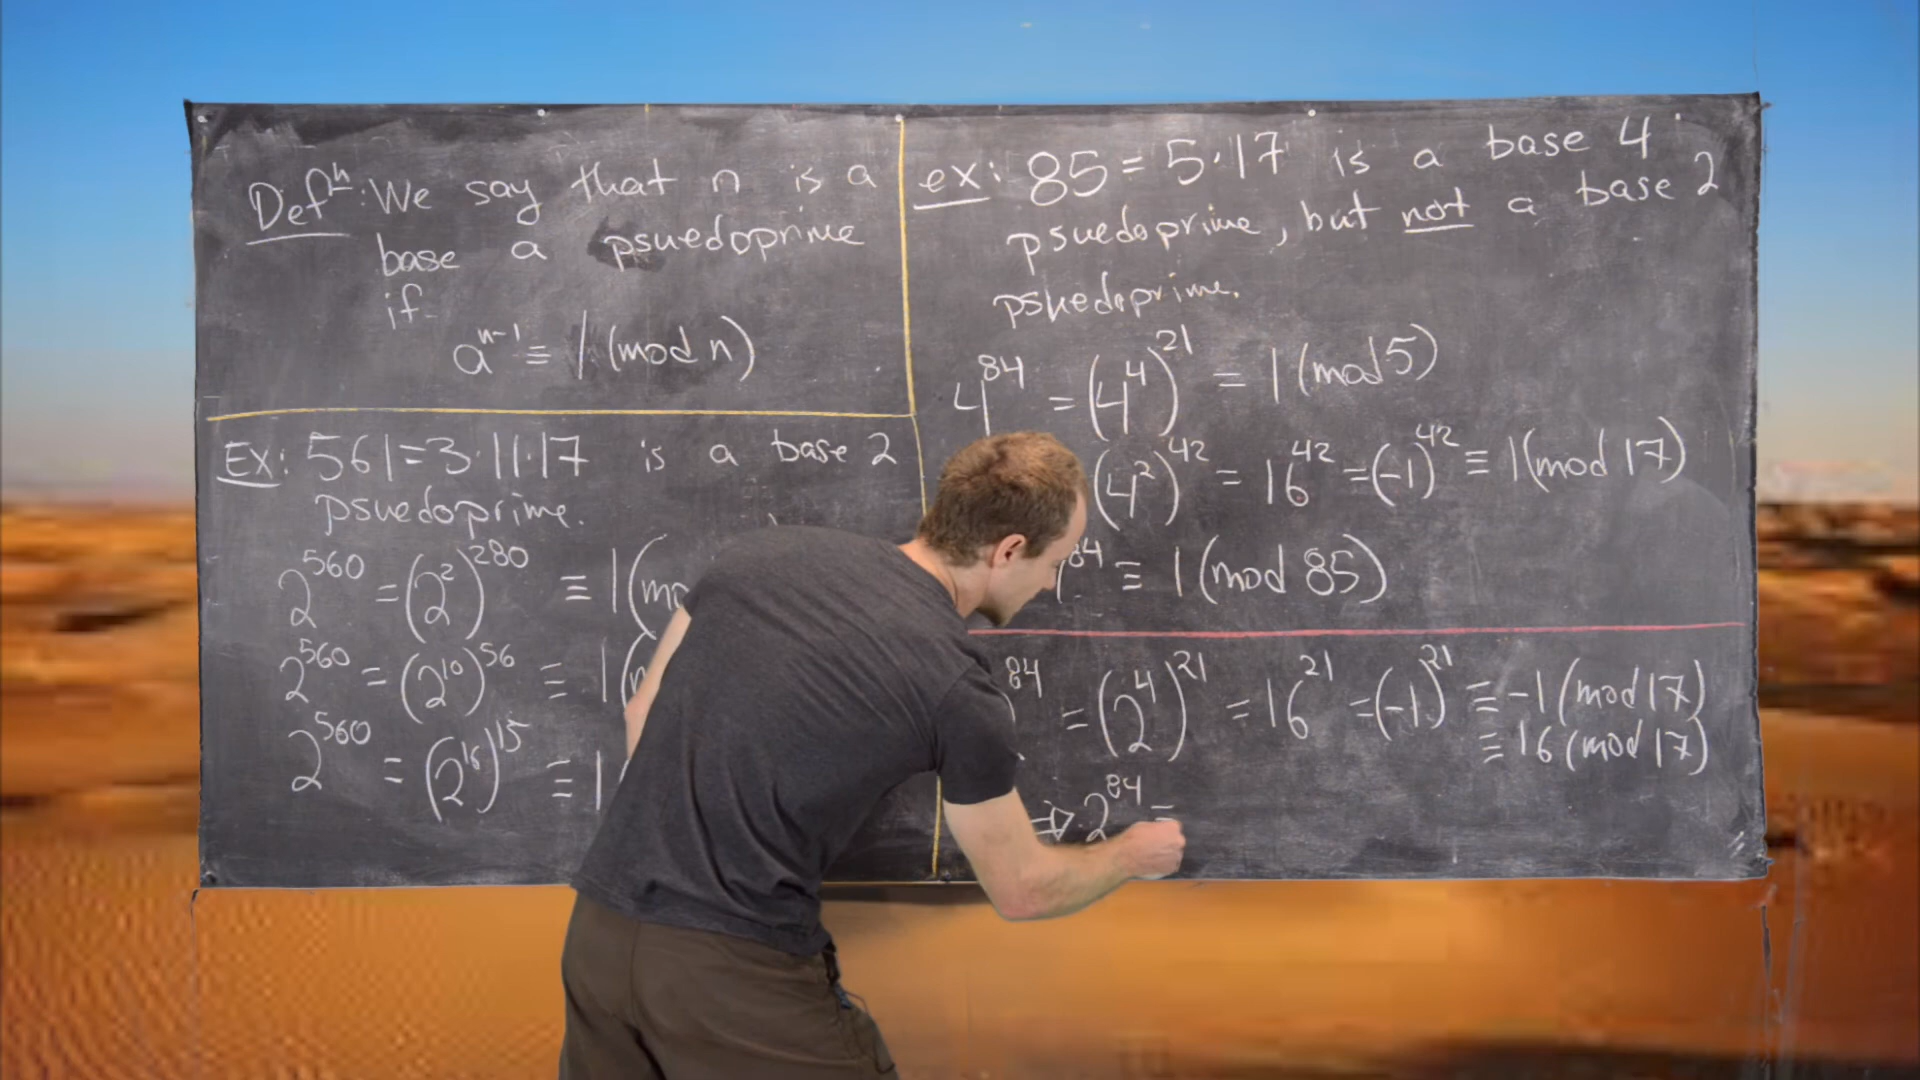 Defⁿ: We say that n is a
base a psuedoprime
if
a^{n-1} ≡ 1 (mod n)
EX: 561=3·11·17 is a base 2
psuedoprime.
2^{560} = (2^2)^{280} ≡ 1(mo
2^{560} = (2^{10})^{56} ≡ 1(
2^{560} = (2^{16})^{15} ≡ 1
ex: 85 = 5·17 is a base 4
psuedoprime, but not a base 2
psuedoprime.
4^{84} = (4^4)^{21} = 1 (mod 5)
(4^2)^{42} = 16^{42} = (-1)^{42} ≡ 1(mod 17)
^{84} ≡ 1 (mod 85)
^{84} = (2^4)^{21} = 16^{21} = (-1)^{21} ≡ -1 (mod 17)
≡ 16 (mod 17)
⇒ 2^{84} =